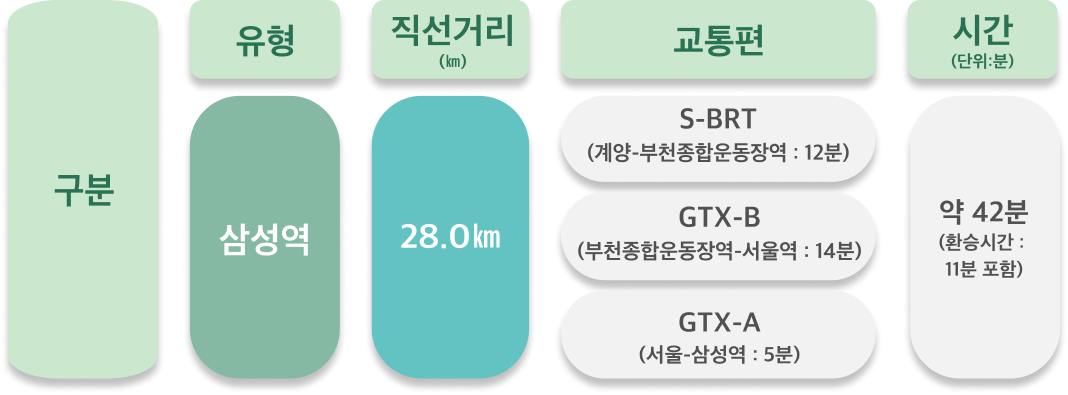 구분
유형
직선거리
(㎞)
교통편
시간
(단위:분)
삼성역
28.0㎞
S-BRT
(계양-부천종합운동장역 : 12분)
GTX-B
(부천종합운동장역-서울역 : 14분)
GTX-A
(서울-삼성역 : 5분)
약 42분
(환승시간 :
11분 포함)